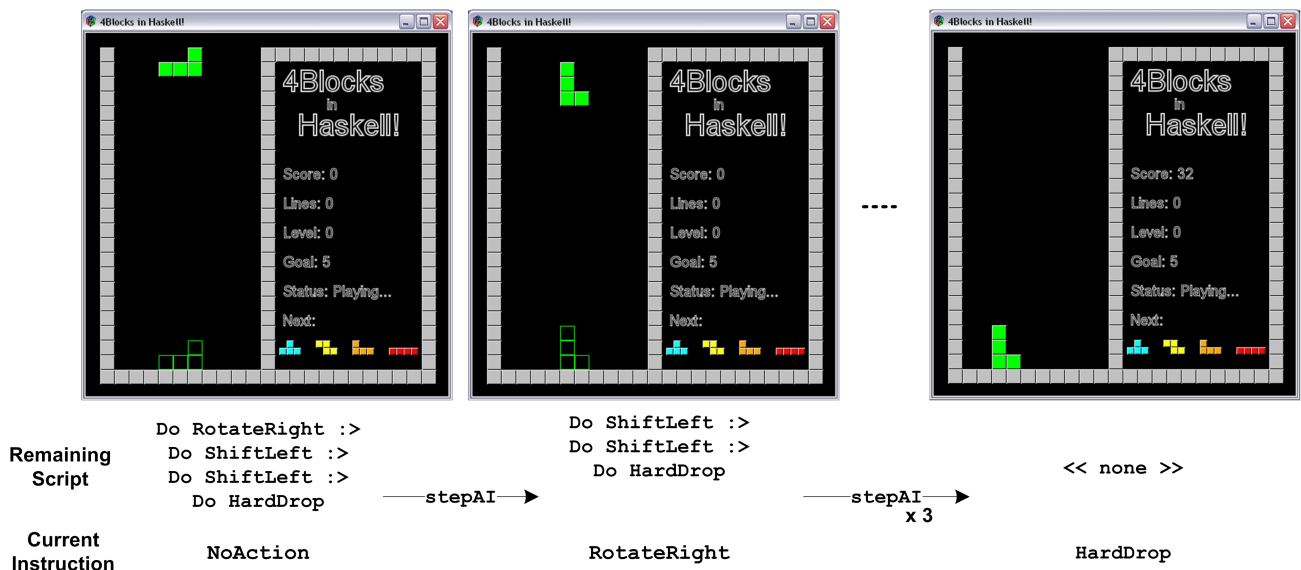 4Blocks in Haskell!
4Blocks
in
Haskell!
Score: 0
Lines: 0
Level: 0
Goal: 5
Status: Playing...
Next:
4Blocks in Haskell!
4Blocks
in
Haskell!
Score: 0
Lines: 0
Level: 0
Goal: 5
Status: Playing...
Next:
----
4Blocks in Haskell!
4Blocks
in
Haskell!
Score: 32
Lines: 0
Level: 0
Goal: 5
Status: Playing...
Next:
Remaining
Script
Do RotateRight :>
Do ShiftLeft :>
Do ShiftLeft :>
Do HardDrop
stepAI
Do ShiftLeft :>
Do ShiftLeft :>
Do HardDrop
stepAI
x 3
<< none >>
Current
Instruction
NoAction
RotateRight
HardDrop